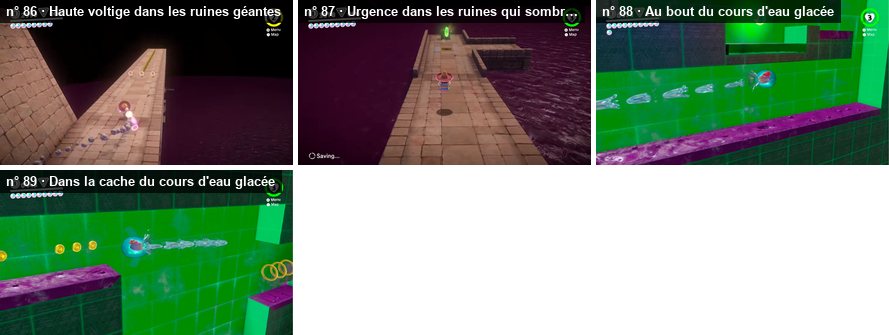 n° 86 · Haute voltige dans les ruines géantes
n° 87 · Urgence dans les ruines qui sombr...
n° 88 · Au bout du cours d'eau glacée
3
Saving...
n° 89 · Dans la cache du cours d'eau glacée